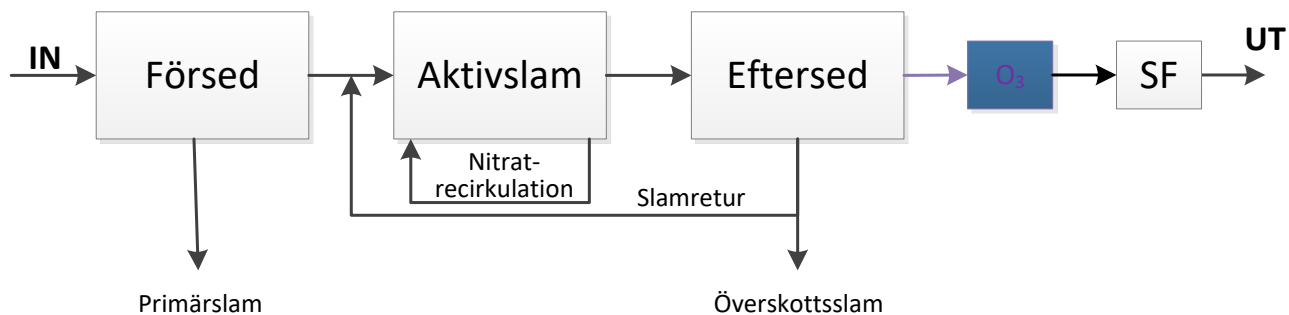 IN
Försed
Aktivslam
Eftersed
O₃
SF
UT
Nitrat-
recirkulation
Slamretur
Primärslam
Överskottsslam